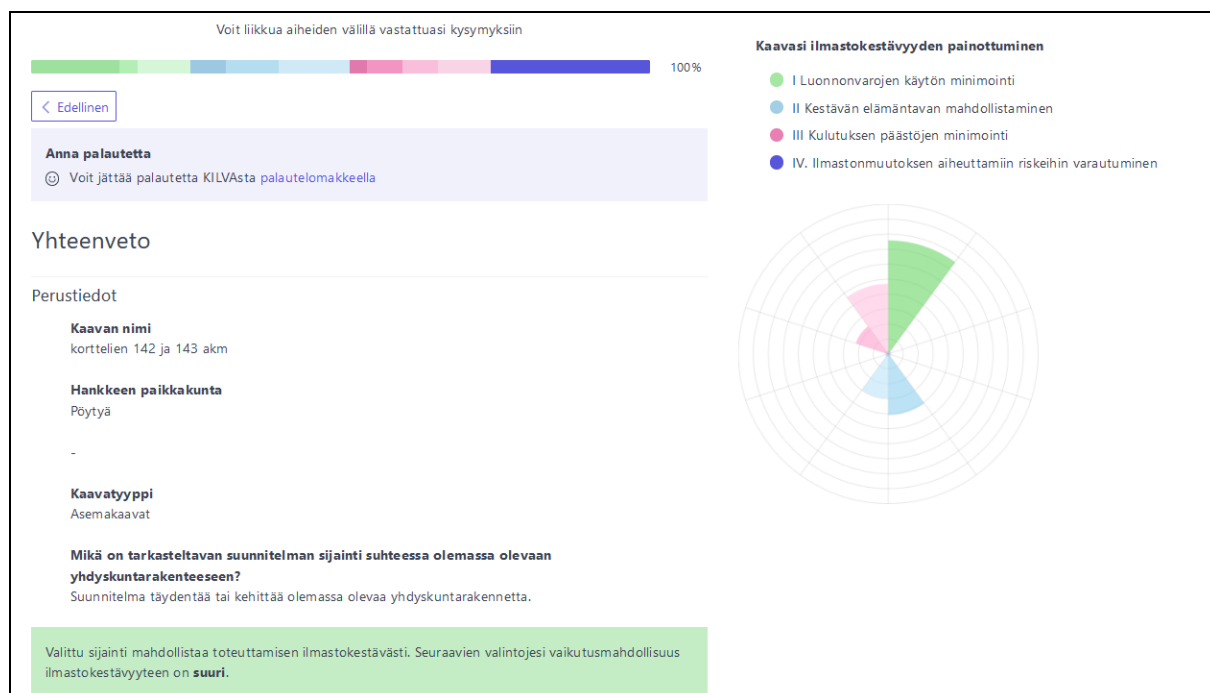 Voit liikkua aiheiden välillä vastattuasi kysymyksiin
100%
Edellinen
Anna palautetta
Voit jättää palautetta KILVAsta palautelomakkeella
Yhteenveto
Perustiedot
Kaavan nimi
korttelien 142 ja 143 akm
Hankkeen paikkakunta
Pöytyä
-
Kaavatyyppi
Asemakaavat
Mikä on tarkasteltavan suunnitelman sijainti suhteessa olemassa olevaan
yhdyskuntarakenteeseen?
Suunnitelma täydentää tai kehittää olemassa olevaa yhdyskuntarakennetta.
Valittu sijainti mahdollistaa toteuttamisen ilmastokestävästi. Seuraavien valintojesi vaikutusmahdollisuus
ilmastokestävyyteen on suuri.
Kaavasi ilmastokestävyyden painottuminen
I Luonnonvarojen käytön minimointi
II Kestävän elämäntavan mahdollistaminen
III Kulutuksen päästöjen minimointi
IV. Ilmastonmuutoksen aiheuttamiin riskeihin varautuminen